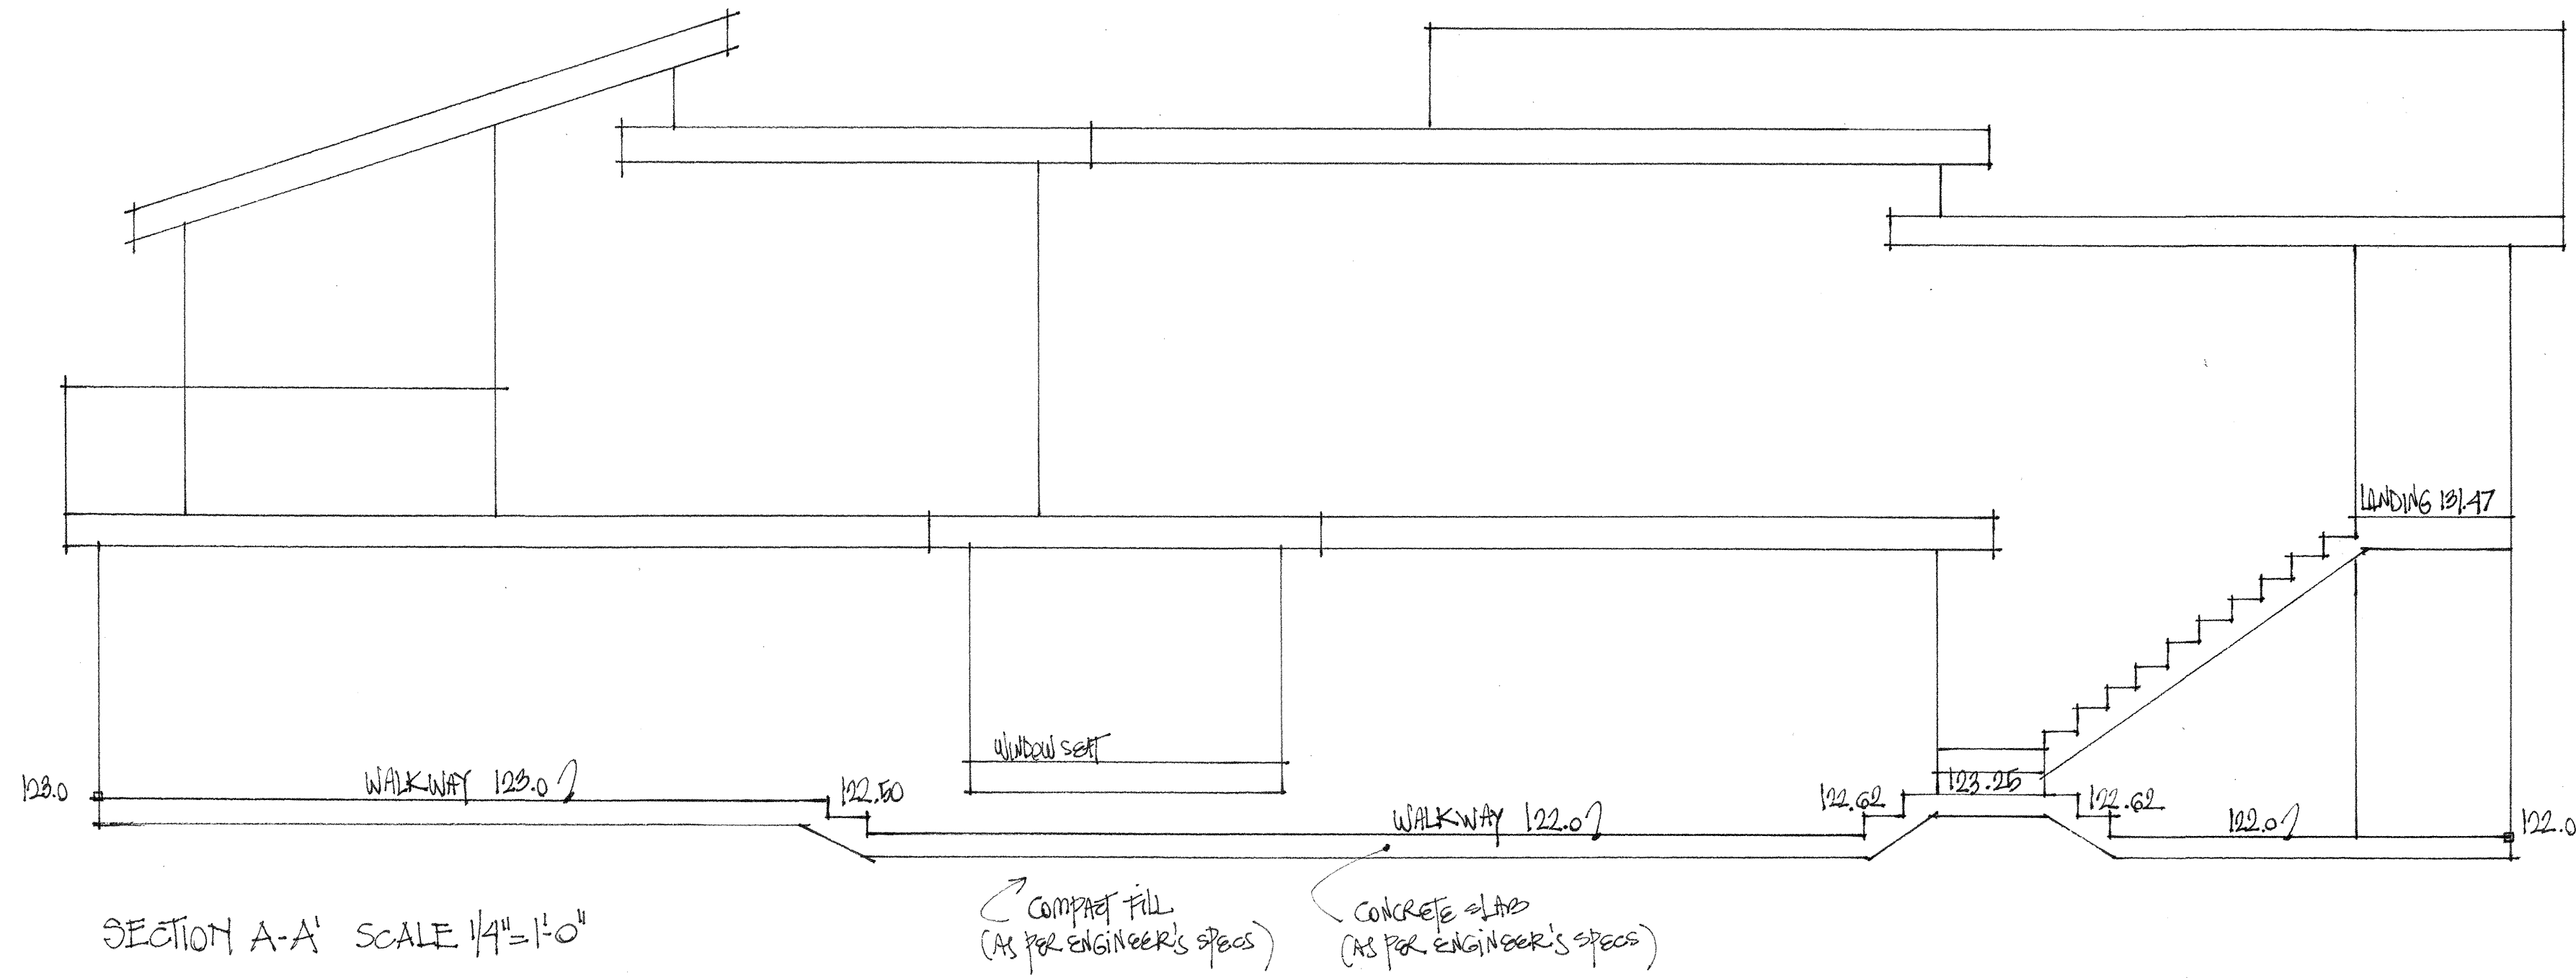 LANDING 131.47
WINDOW SEAT
123.0
WALKWAY 123.0
122.50
WALKWAY 122.0
122.62
123.25
122.62
122.0
122.0
COMPACT FILL
(AS PER ENGINEER'S SPECS)
CONCRETE SLAB
(AS PER ENGINEER'S SPECS)
SECTION A-A' SCALE 1/4"=1'-0"